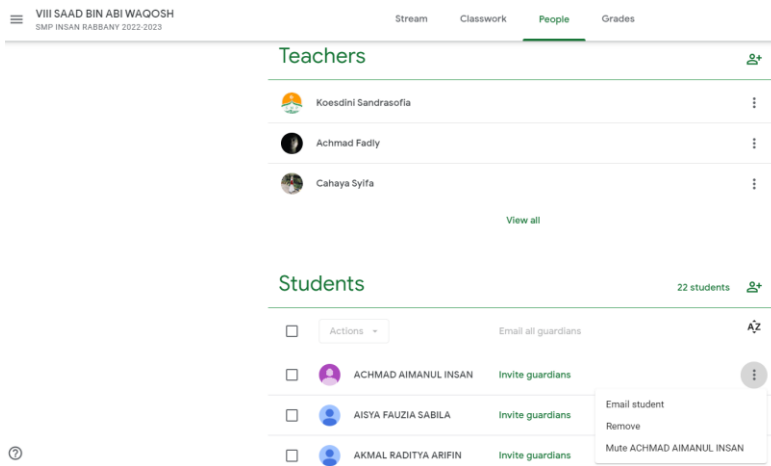 VIII SAAD BIN ABI WAQOSH
SMP INSAN RABBANY 2022-2023
Stream Classwork People Grades
Teachers
Koesdini Sandrasofia
Achmad Fadly
Cahaya Syifa
View all
Students 22 students
Actions Email all guardians AZ
ACHMAD AIMANUL INSAN Invite guardians
Email student
AISYA FAUZIA SABILA Invite guardians
Remove
Mute ACHMAD AIMANUL INSAN
AKMAL RADITYA ARIFIN Invite guardians